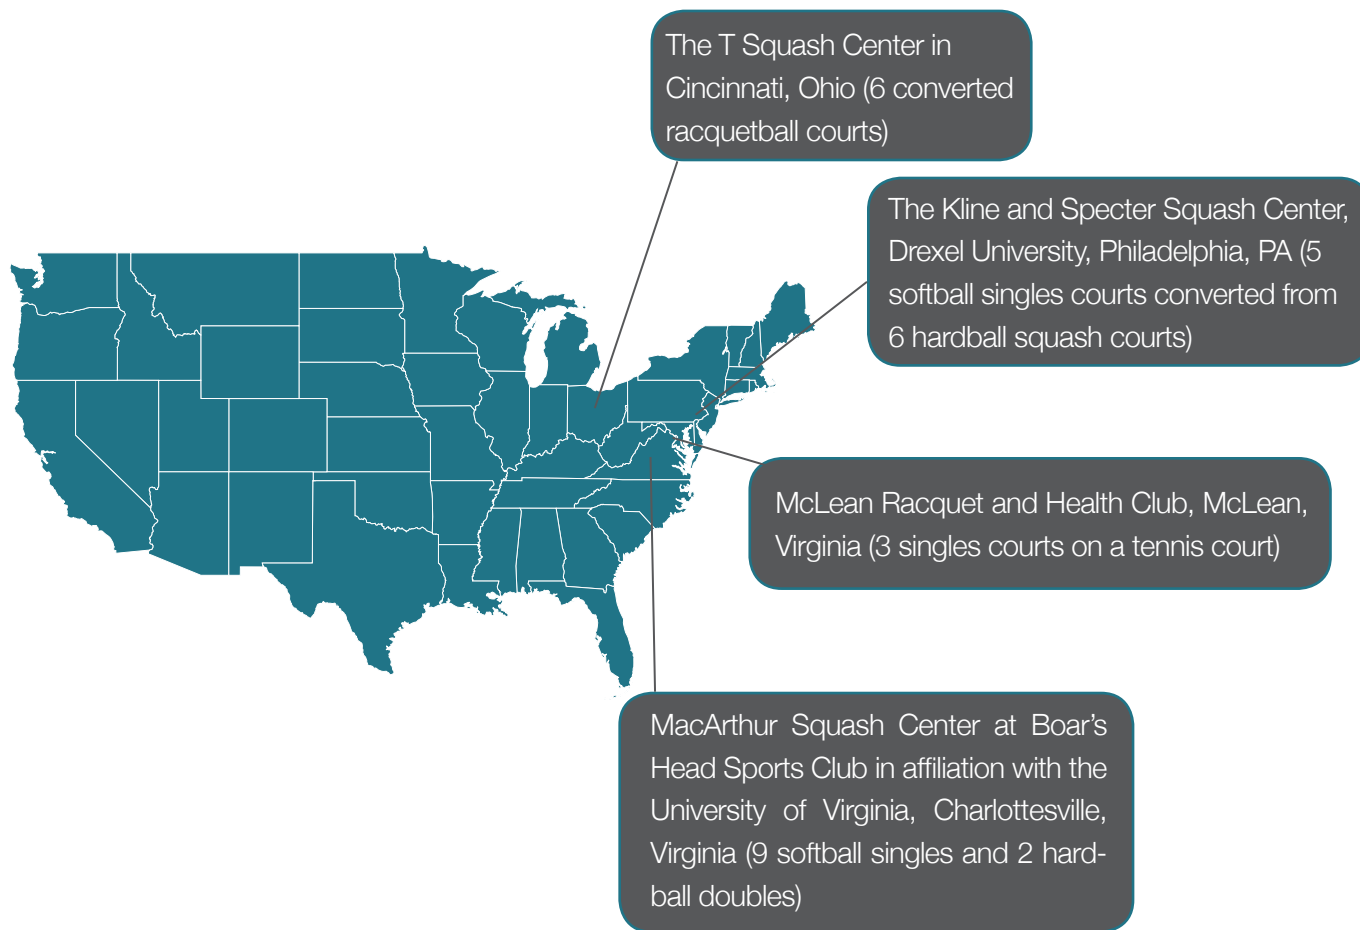 The T Squash Center in
Cincinnati, Ohio (6 converted
racquetball courts)
The Kline and Specter Squash Center,
Drexel University, Philadelphia, PA (5
softball singles courts converted from
6 hardball squash courts)
McLean Racquet and Health Club, McLean,
Virginia (3 singles courts on a tennis court)
MacArthur Squash Center at Boar’s
Head Sports Club in affiliation with the
University of Virginia, Charlottesville,
Virginia (9 softball singles and 2 hard-
ball doubles)